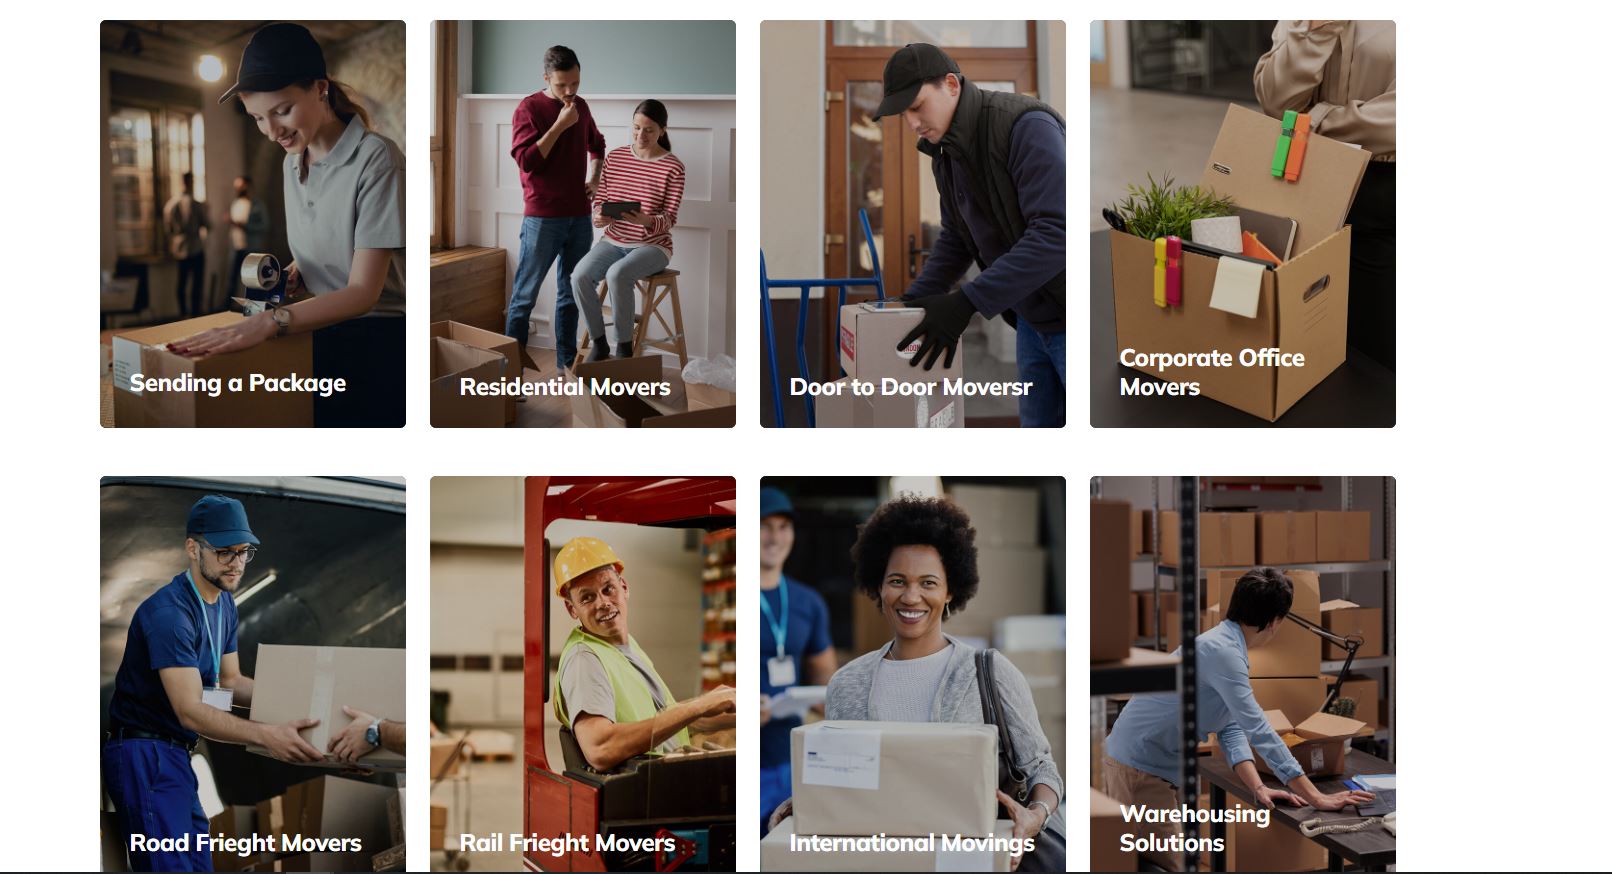 Sending a Package
Residential Movers
Door to Door Moversr
Corporate Office
Movers
Road Frieght Movers
Rail Frieght Movers
International Movings
Warehousing
Solutions